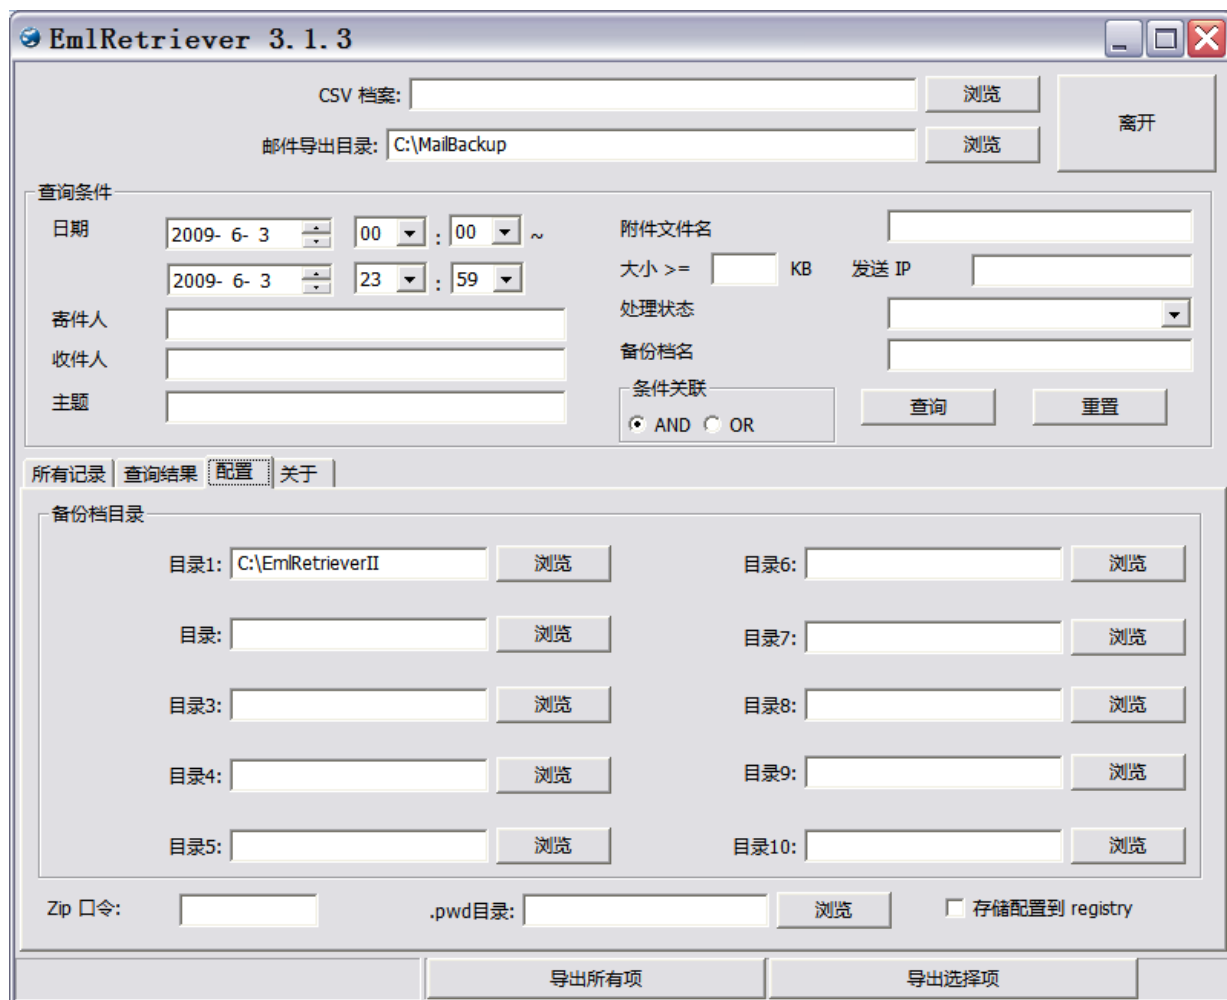 EmlRetriever 3.1.3
CSV 档案: 浏览
离开
邮件导出目录: C:\MailBackup 浏览
查询条件
日期 2009- 6- 3 00 : 00 ~ 附件文件名
2009- 6- 3 23 : 59 大小 >= KB 发送 IP
寄件人 处理状态
收件人 备份档名
主题 条件关联 查询 重置
AND OR
所有记录 查询结果 配置 关于
备份档目录
目录1: C:\EmlRetrieverII 浏览 目录6: 浏览
目录: 浏览 目录7: 浏览
目录3: 浏览 目录8: 浏览
目录4: 浏览 目录9: 浏览
目录5: 浏览 目录10: 浏览
Zip 口令: .pwd目录: 浏览 存储配置到 registry
导出所有项 导出选择项